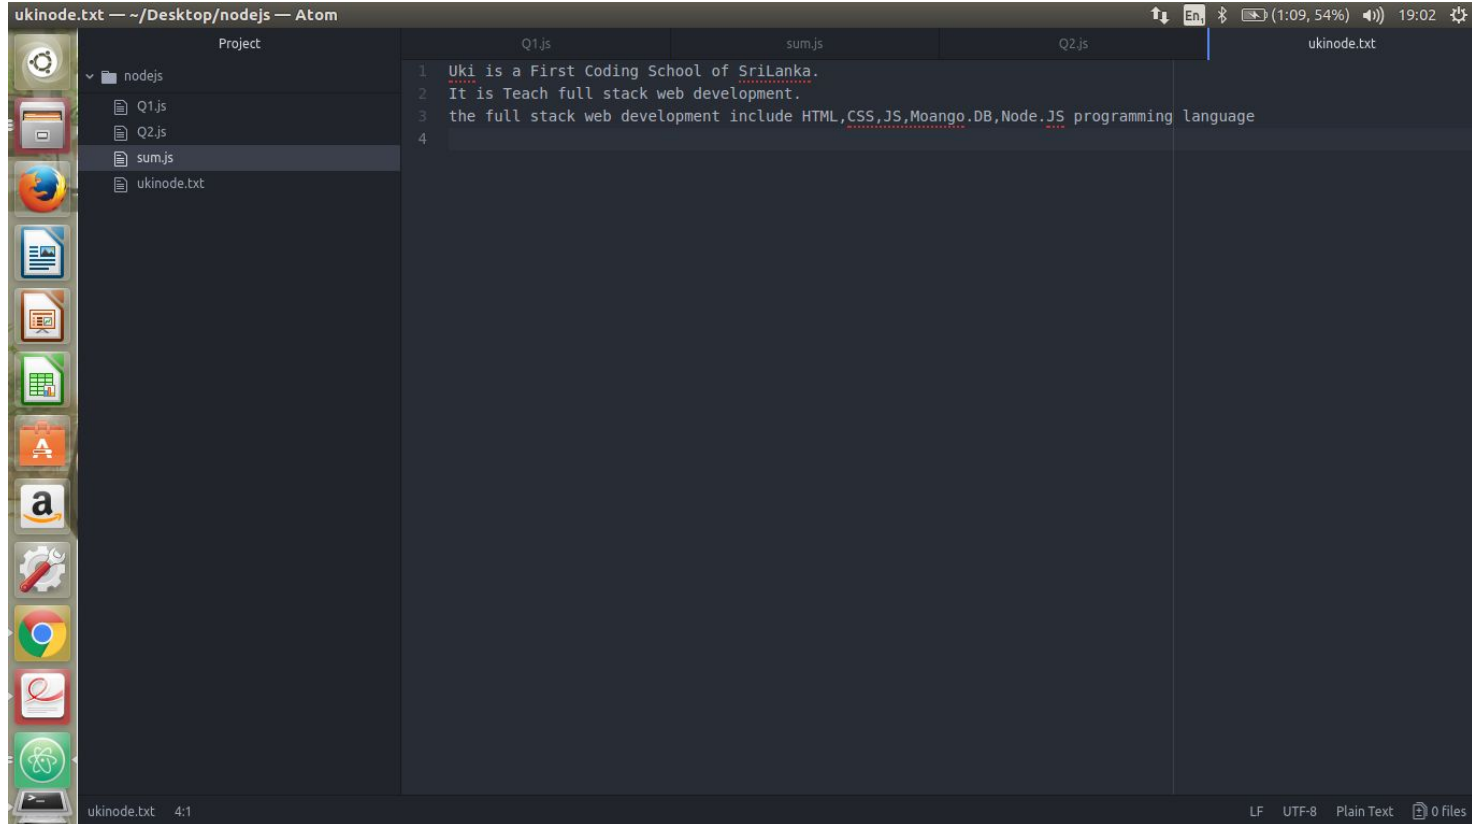 ukinode.txt — ~/Desktop/nodejs — Atom
En1
(1:09, 54%)
19:02
Project
Q1.js
sum.js
Q2.js
ukinode.txt
nodejs
Q1.js
Q2.js
sum.js
ukinode.txt
1 Uki is a First Coding School of SriLanka.
2 It is Teach full stack web development.
3 the full stack web development include HTML,CSS,JS,Moango.DB,Node.JS programming language
4
ukinode.txt 4:1
LF UTF-8 Plain Text 0 files